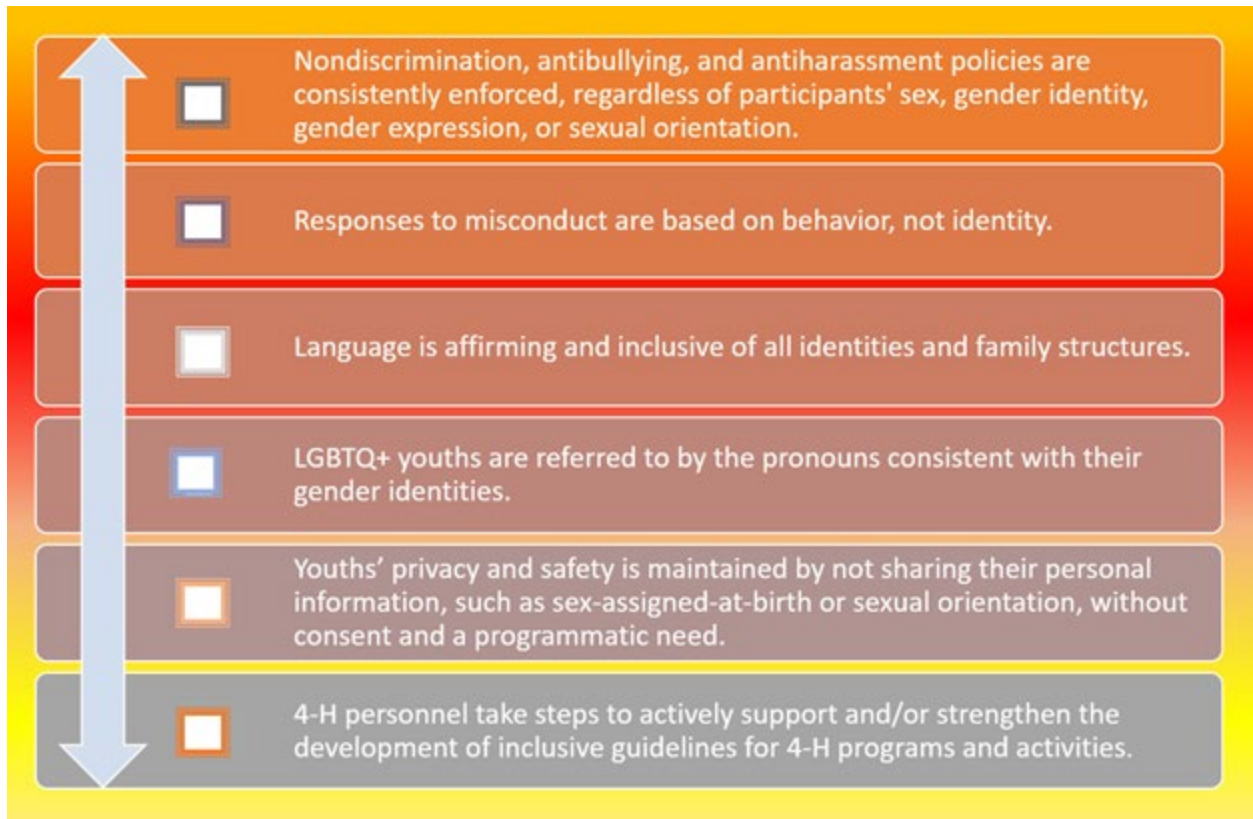 Nondiscrimination, antibullying, and antiharassment policies are
consistently enforced, regardless of participants' sex, gender identity,
gender expression, or sexual orientation.
Responses to misconduct are based on behavior, not identity.
Language is affirming and inclusive of all identities and family structures.
LGBTQ+ youths are referred to by the pronouns consistent with their
gender identities.
Youths’ privacy and safety is maintained by not sharing their personal
information, such as sex-assigned-at-birth or sexual orientation, without
consent and a programmatic need.
4-H personnel take steps to actively support and/or strengthen the
development of inclusive guidelines for 4-H programs and activities.